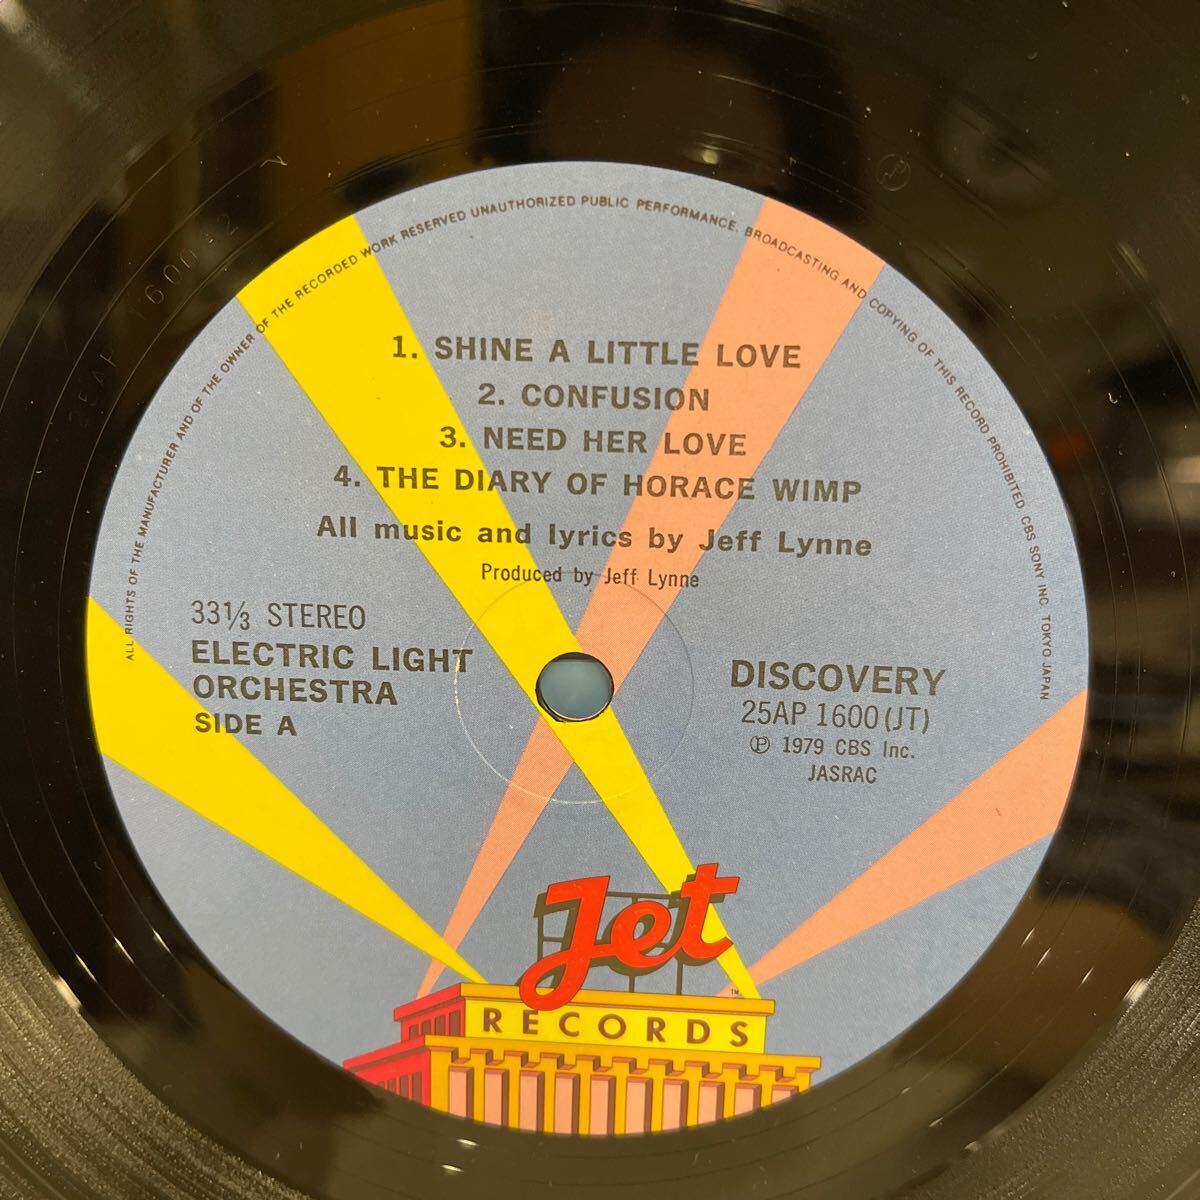 ALL RIGHTS OF THE MANUFACTURER AND OF THE OWNER OF THE RECORDED WORK RESERVED UNAUTHORIZED PUBLIC PERFORMANCE. BROADCASTING AND COPYING OF THIS RECORD PROHIBITED CBS SONY INC. TOKYO JAPAN
1. SHINE A LITTLE LOVE
2. CONFUSION
3. NEED HER LOVE
4. THE DIARY OF HORACE WIMP
All music and lyrics by Jeff Lynne
Produced by Jeff Lynne
33⅓ STEREO
ELECTRIC LIGHT
ORCHESTRA
SIDE A
DISCOVERY
25AP 1600(JT)
Ⓟ 1979 CBS Inc.
JASRAC
Jet
TM
RECORDS